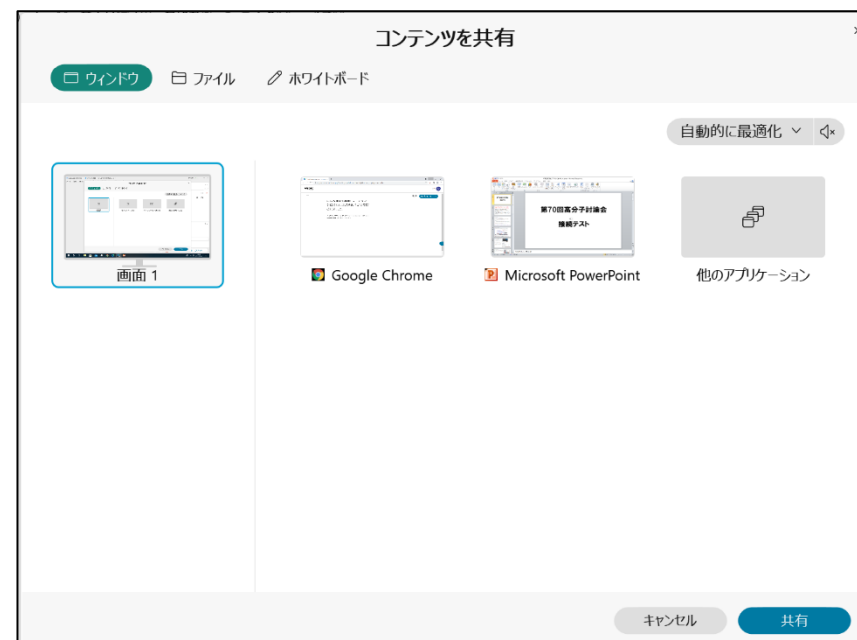 コンテンツを共有
ウィンドウ
ファイル
ホワイトボード
自動的に最適化
画面 1
Google Chrome
第70回高分子討論会
接続テスト
Microsoft PowerPoint
他のアプリケーション
キャンセル
共有